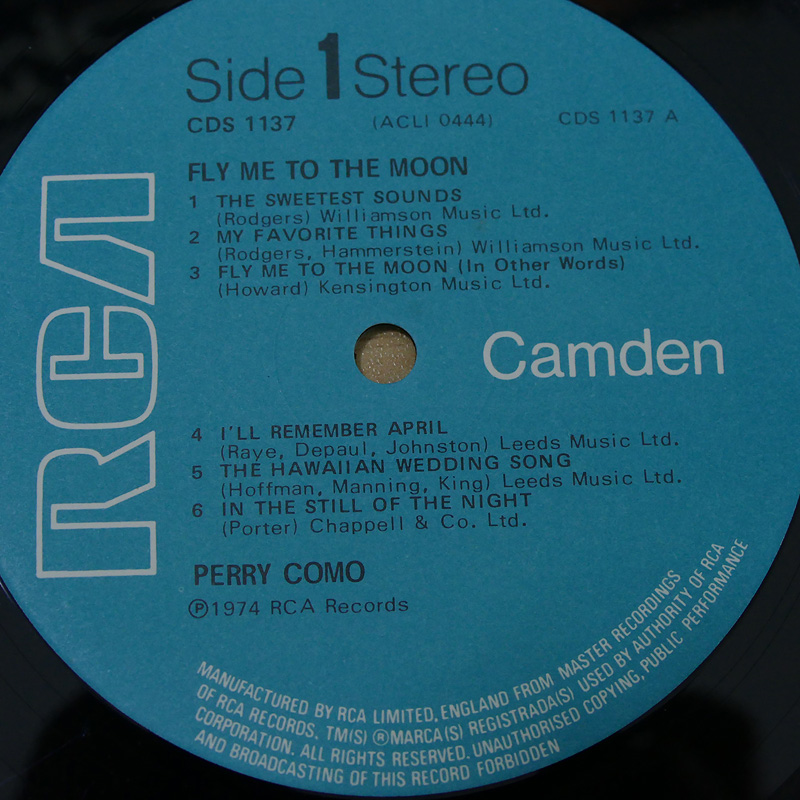 Side 1 Stereo
CDS 1137 (ACLI 0444) CDS 1137 A
FLY ME TO THE MOON
1 THE SWEETEST SOUNDS
(Rodgers) Williamson Music Ltd.
2 MY FAVORITE THINGS
(Rodgers, Hammerstein) Williamson Music Ltd.
3 FLY ME TO THE MOON (In Other Words)
(Howard) Kensington Music Ltd.
RCA
Camden
4 I'LL REMEMBER APRIL
(Raye, Depaul, Johnston) Leeds Music Ltd.
5 THE HAWAIIAN WEDDING SONG
(Hoffman, Manning, King) Leeds Music Ltd.
6 IN THE STILL OF THE NIGHT
(Porter) Chappell & Co. Ltd.
PERRY COMO
℗1974 RCA Records
MANUFACTURED BY RCA LIMITED, ENGLAND FROM MASTER RECORDINGS
OF RCA RECORDS. TM(S) ®MARCA(S) REGISTRADA(S) USED BY AUTHORITY OF RCA
CORPORATION. ALL RIGHTS RESERVED. UNAUTHORISED COPYING, PUBLIC PERFORMANCE
AND BROADCASTING OF THIS RECORD FORBIDDEN